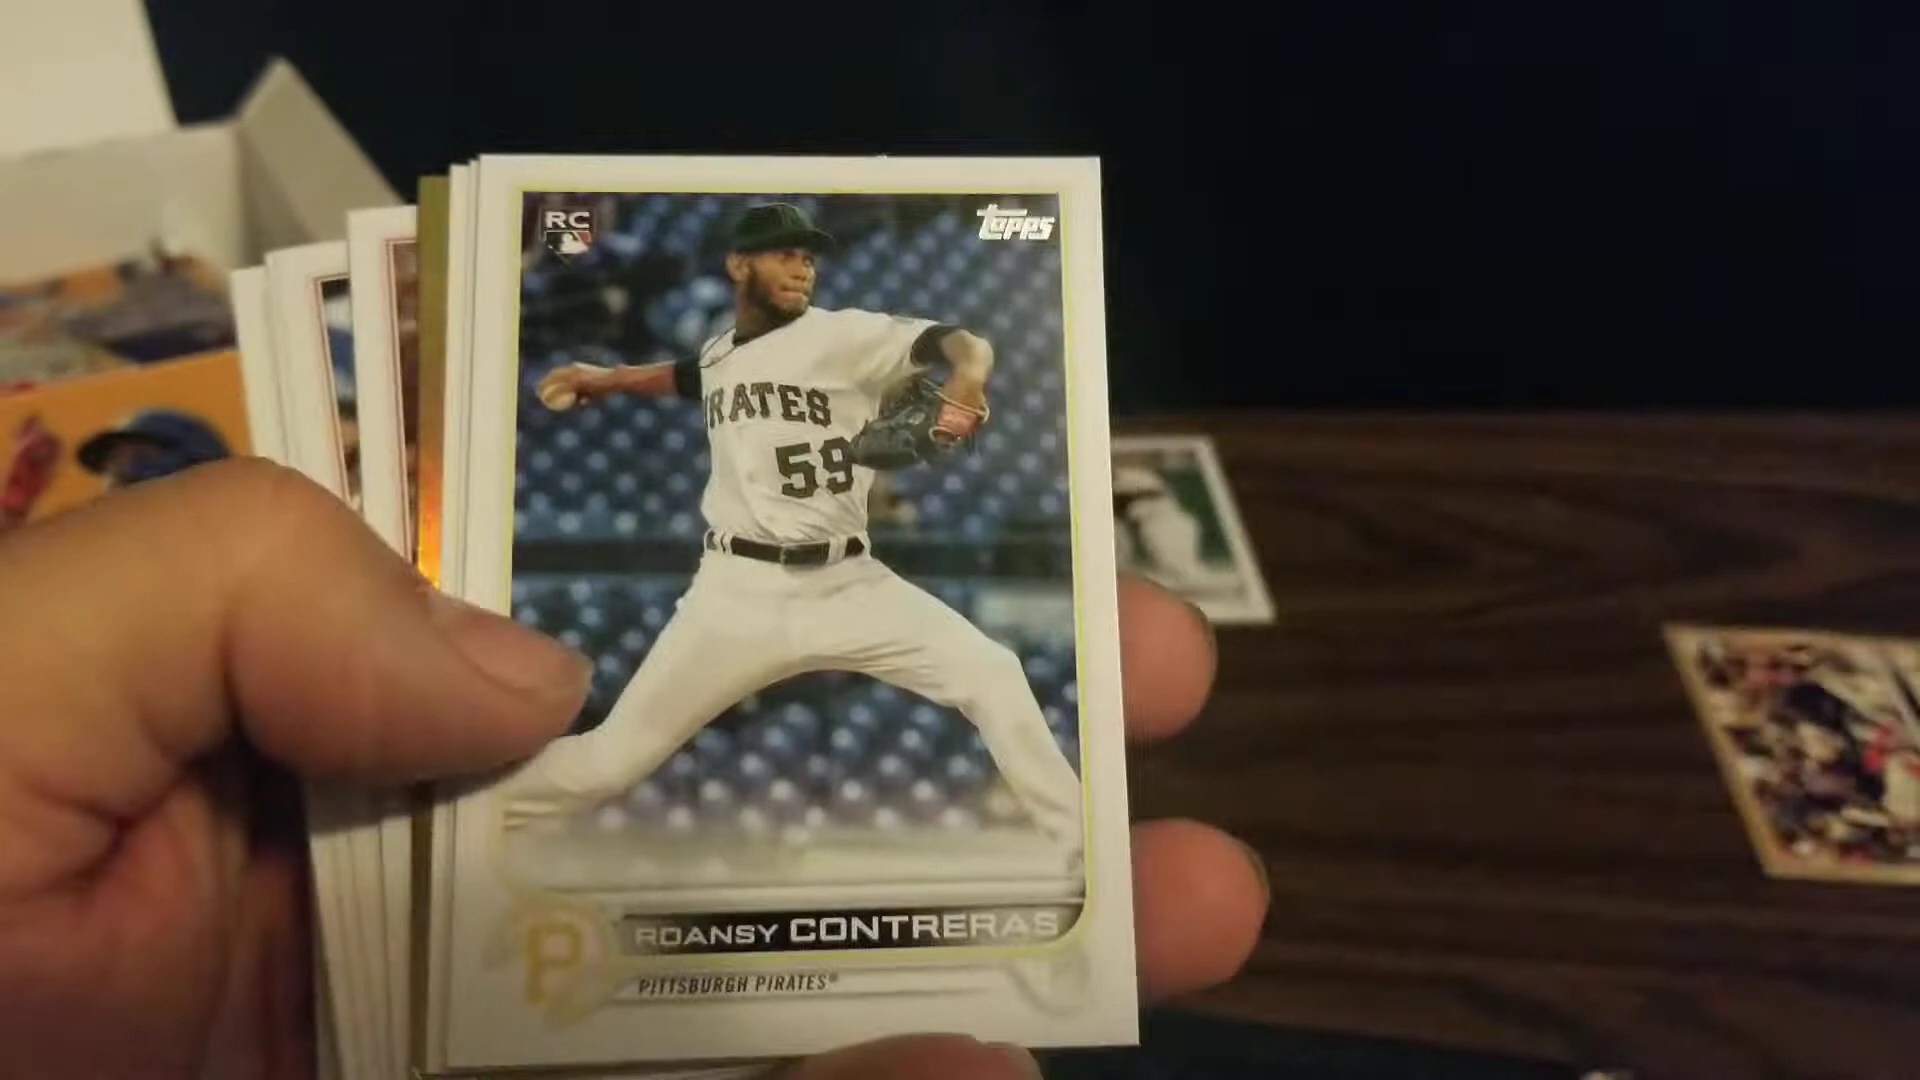 RC
Topps
PIRATES
59
P
ROANSY CONTRERAS
PITTSBURGH PIRATES®